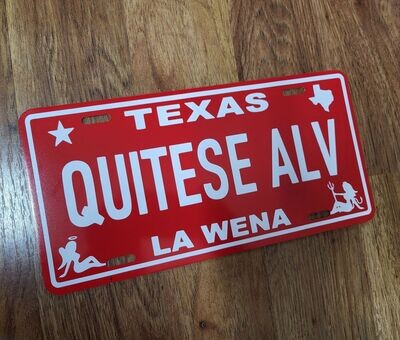 TEXAS
QUITESE ALV
LA WENA